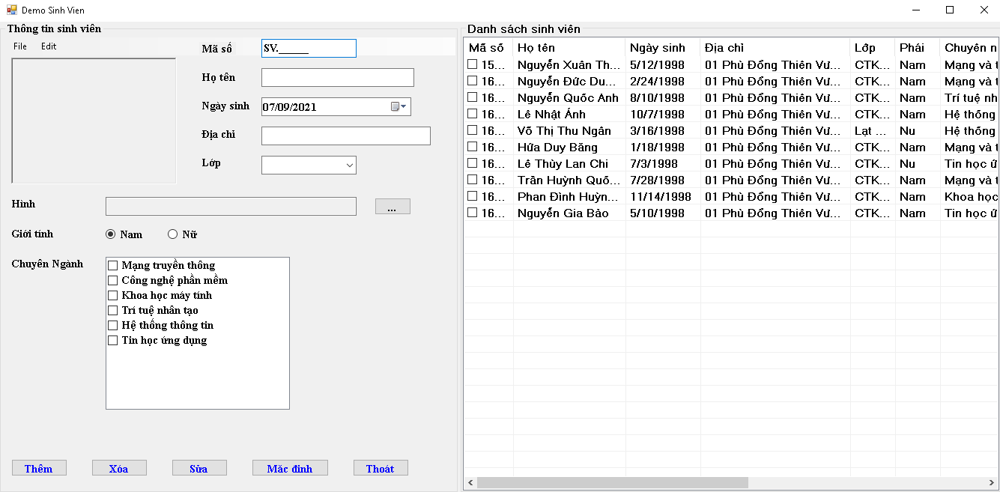 Demo Sinh Vien
Thông tin sinh viên
File Edit
Mã số SV._____
Họ tên
Ngày sinh 07/09/2021
Địa chỉ
Lớp
Hình ...
Giới tính Nam Nữ
Chuyên Ngành
Mạng truyền thông
Công nghệ phần mềm
Khoa học máy tính
Trí tuệ nhân tạo
Hệ thống thông tin
Tin học ứng dụng
Thêm Xóa Sửa Mặc đinh Thoát
Danh sách sinh viên
Mã số Họ tên Ngày sinh Địa chỉ Lớp Phái Chuyên n
15... Nguyễn Xuân Th... 5/12/1998 01 Phù Đổng Thiên Vư... CTK... Nam Mạng và t
16... Nguyễn Đức Du... 2/24/1998 01 Phù Đổng Thiên Vư... CTK... Nam Mạng và t
16... Nguyễn Quốc Anh 8/10/1998 01 Phù Đổng Thiên Vư... CTK... Nam Trí tuệ nh
16... Lê Nhật Ánh 10/7/1998 01 Phù Đổng Thiên Vư... CTK... Nam Hệ thống
16... Võ Thị Thu Ngân 3/16/1998 01 Phù Đổng Thiên Vư... Lạt ... Nu Hệ thống
16... Hứa Duy Băng 1/18/1998 01 Phù Đổng Thiên Vư... CTK... Nam Mạng và t
16... Lê Thùy Lan Chi 7/3/1998 01 Phù Đổng Thiên Vư... CTK... Nu Tin học ứ
16... Trần Huỳnh Quố... 7/28/1998 01 Phù Đổng Thiên Vư... CTK... Nam Mạng và t
16... Phan Đình Huỳn... 11/14/1998 01 Phù Đổng Thiên Vư... CTK... Nam Khoa học
16... Nguyễn Gia Bảo 5/10/1998 01 Phù Đổng Thiên Vư... CTK... Nam Tin học ứ